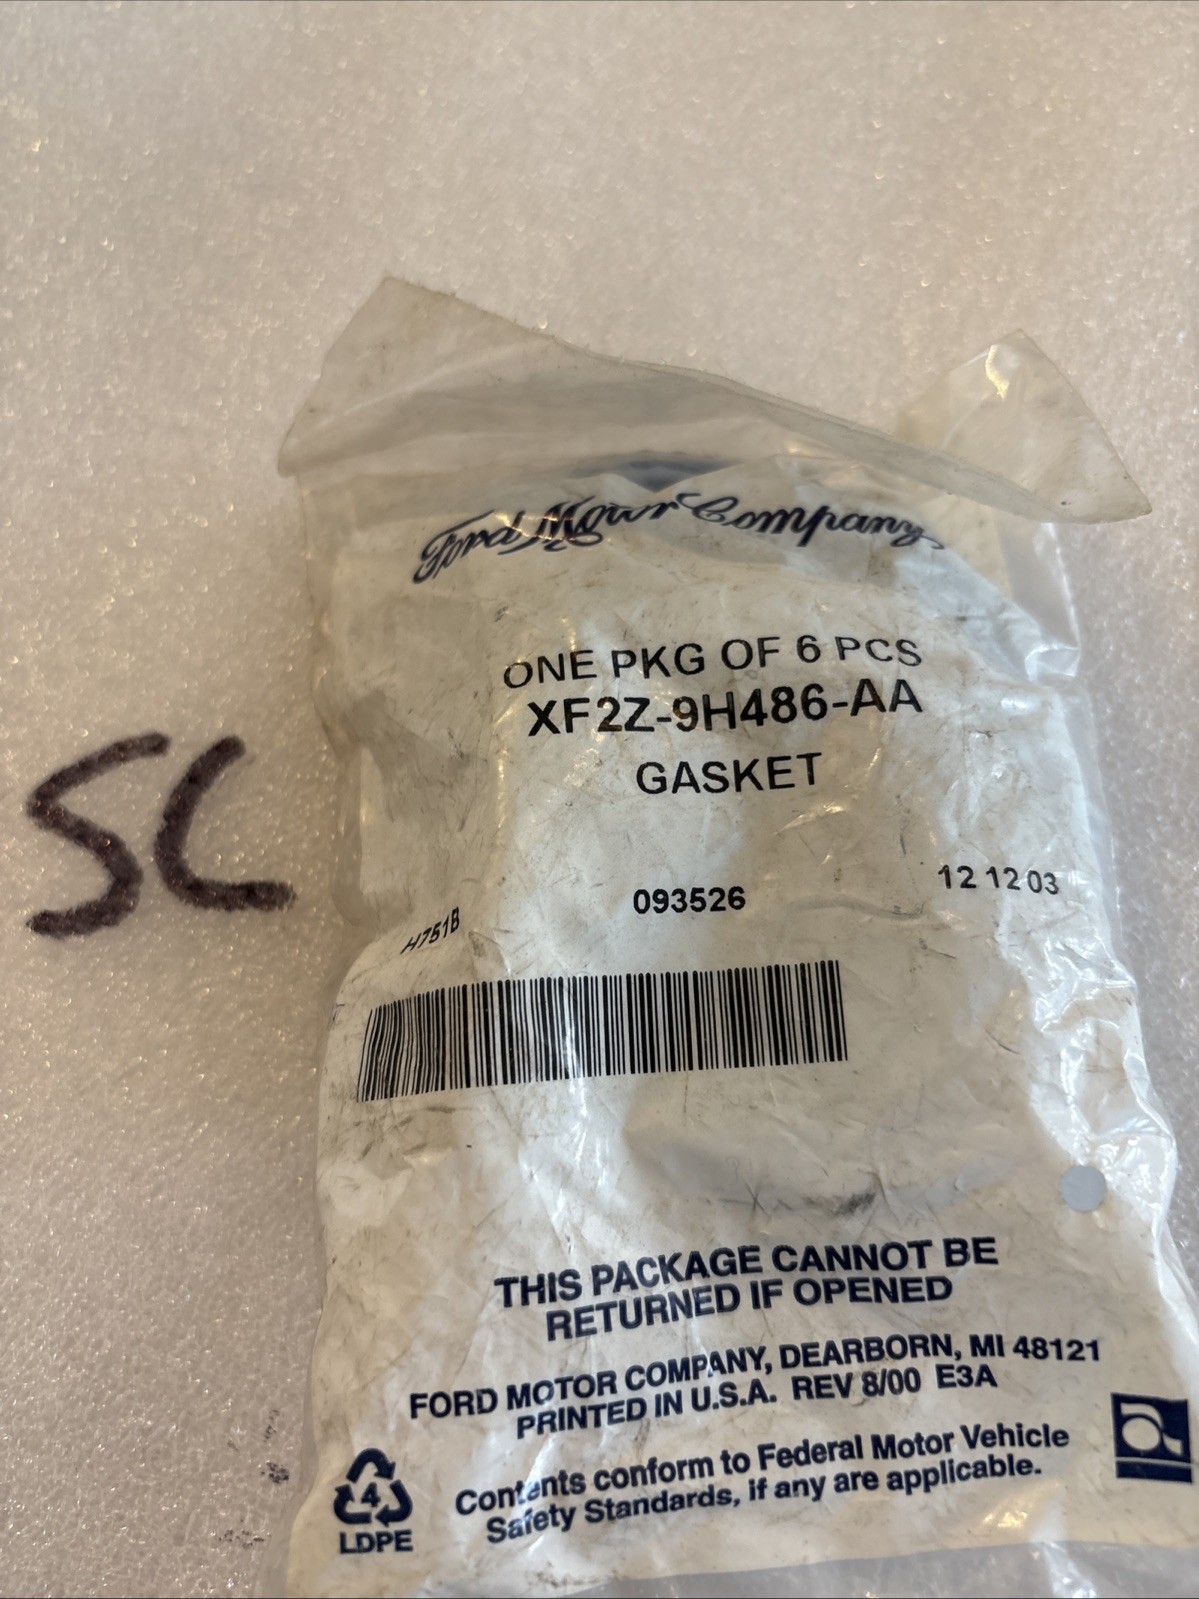 Ford Motor Company
ONE PKG OF 6 PCS
XF2Z-9H486-AA
GASKET
12 12 03
093526
H751B
SC
THIS PACKAGE CANNOT BE
RETURNED IF OPENED
FORD MOTOR COMPANY, DEARBORN, MI 48121
PRINTED IN U.S.A. REV 8/00 E3A
Contents conform to Federal Motor Vehicle
Safety Standards, if any are applicable.
4
LDPE